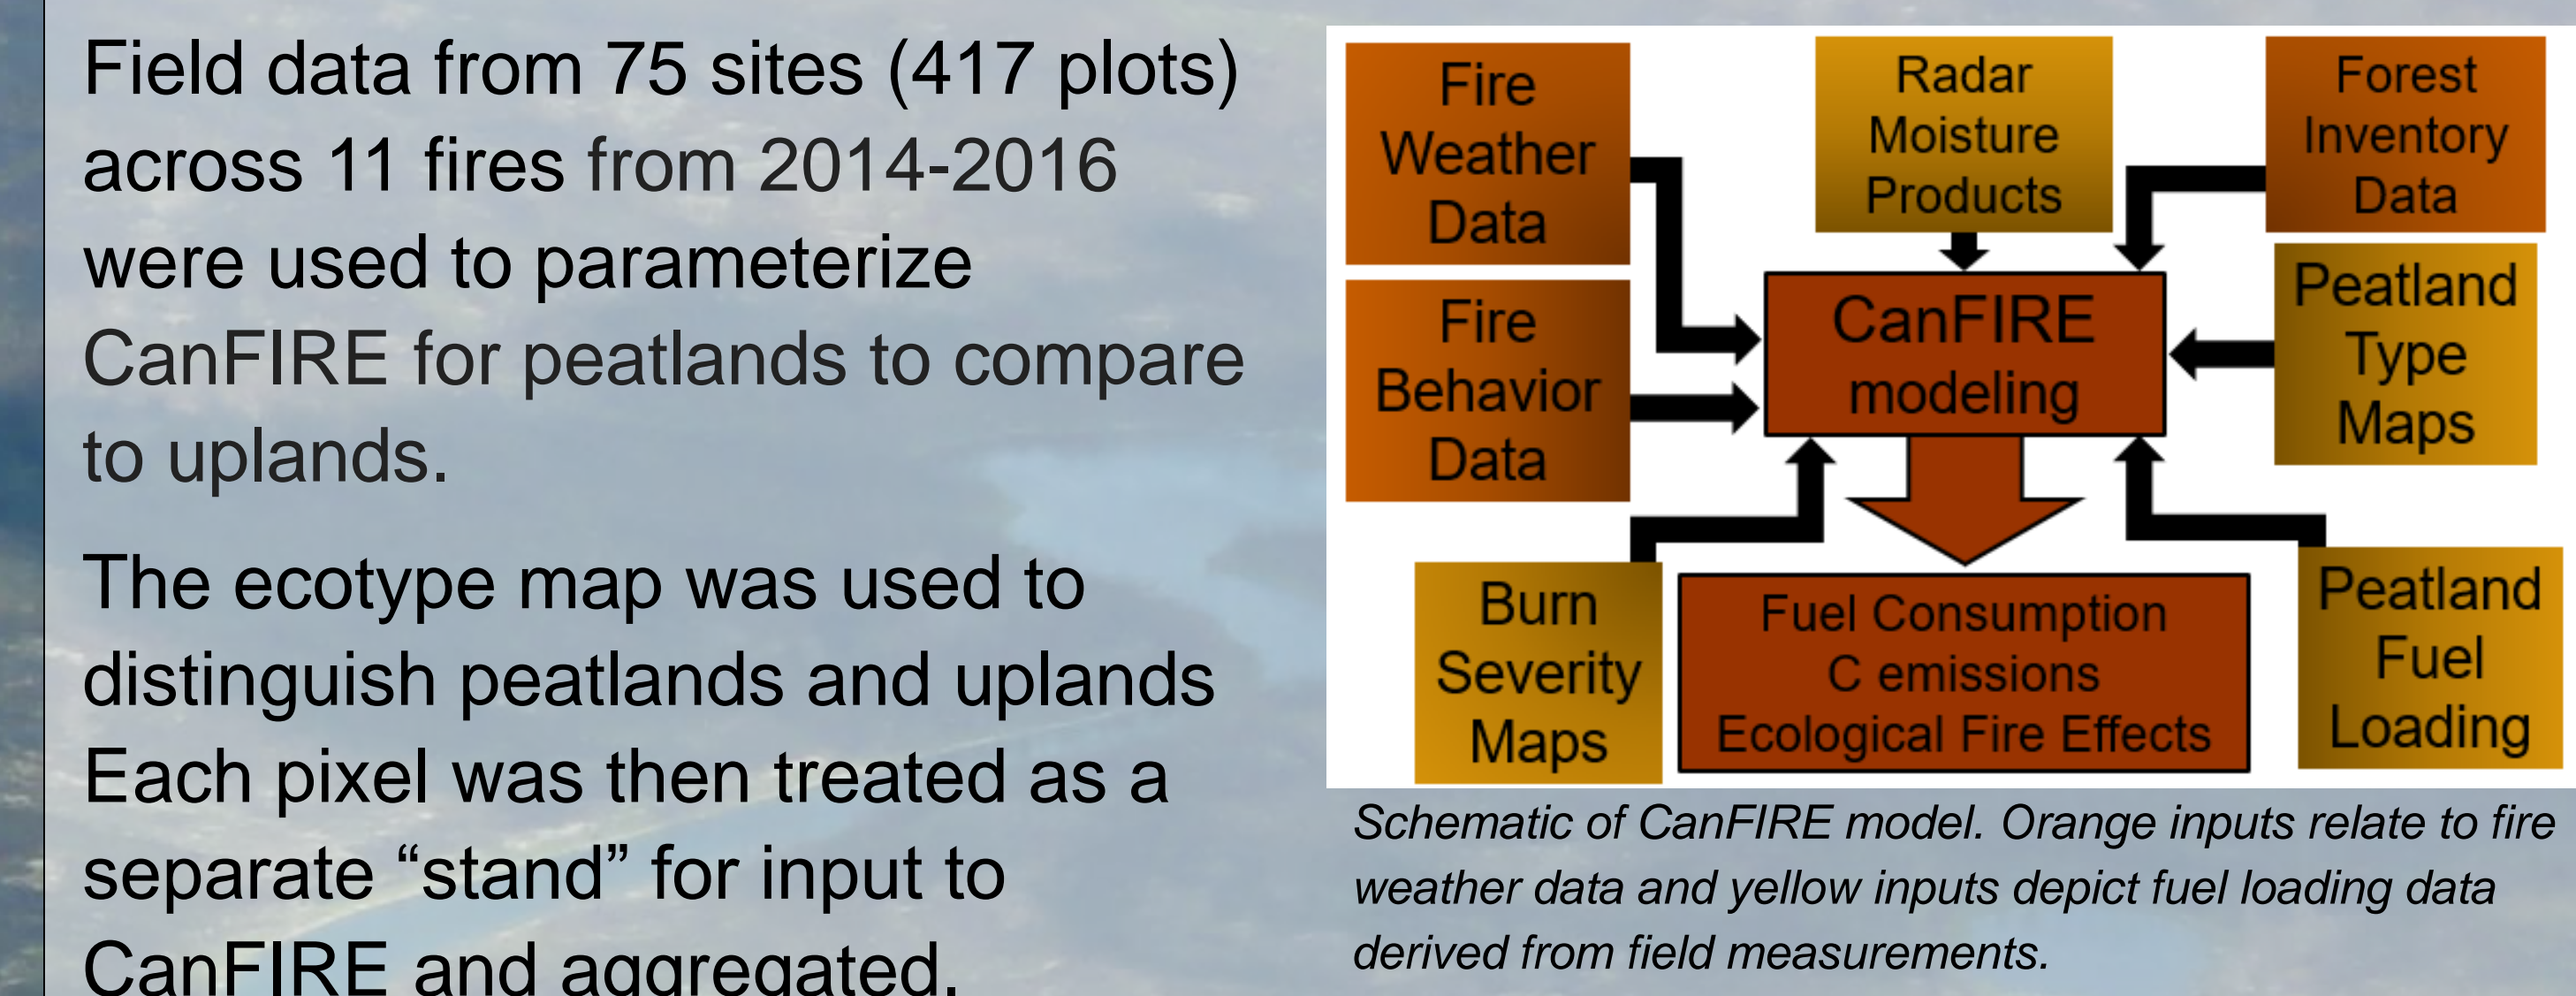 Field data from 75 sites (417 plots)
across 11 fires from 2014-2016
were used to parameterize
CanFIRE for peatlands to compare
to uplands.
The ecotype map was used to
distinguish peatlands and uplands
Each pixel was then treated as a
separate “stand” for input to
CanFIRE and aggregated.
Fire
Weather
Data
Radar
Moisture
Products
Forest
Inventory
Data
Fire
Behavior
Data
CanFIRE
modeling
Peatland
Type
Maps
Burn
Severity
Maps
Fuel Consumption
C emissions
Ecological Fire Effects
Peatland
Fuel
Loading
Schematic of CanFIRE model. Orange inputs relate to fire
weather data and yellow inputs depict fuel loading data
derived from field measurements.